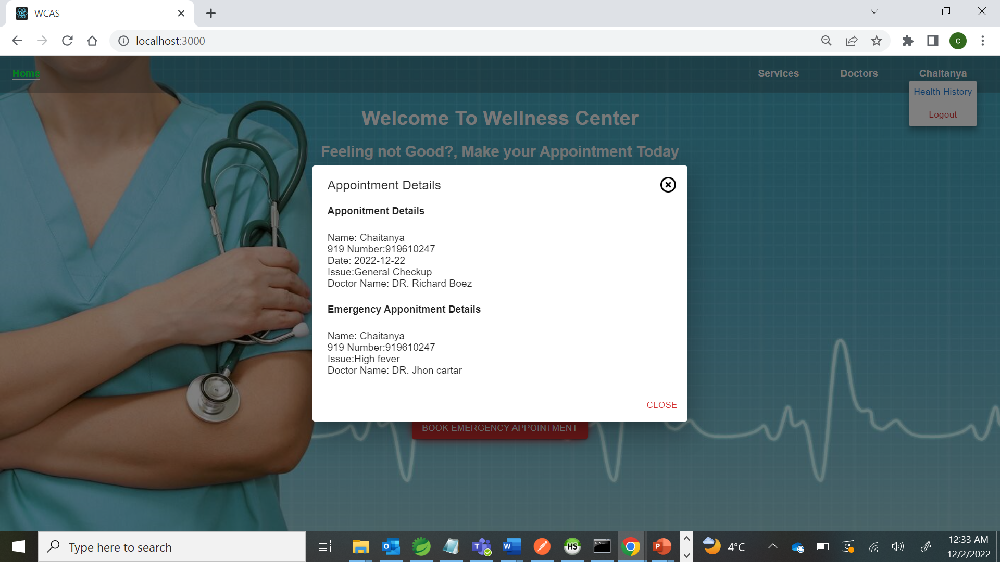 WCAS
localhost:3000
C
Home
Services
Doctors
Chaitanya
Health History
Logout
Welcome To Wellness Center
Feeling not Good?, Make your Appointment Today
Appointment Details
Apponitment Details
Name: Chaitanya
919 Number:919610247
Date: 2022-12-22
Issue:General Checkup
Doctor Name: DR. Richard Boez
Emergency Apponitment Details
Name: Chaitanya
919 Number:919610247
Issue:High fever
Doctor Name: DR. Jhon cartar
CLOSE
BOOK EMERGENCY APPOINTMENT
Type here to search
4°C
12:33 AM
12/2/2022